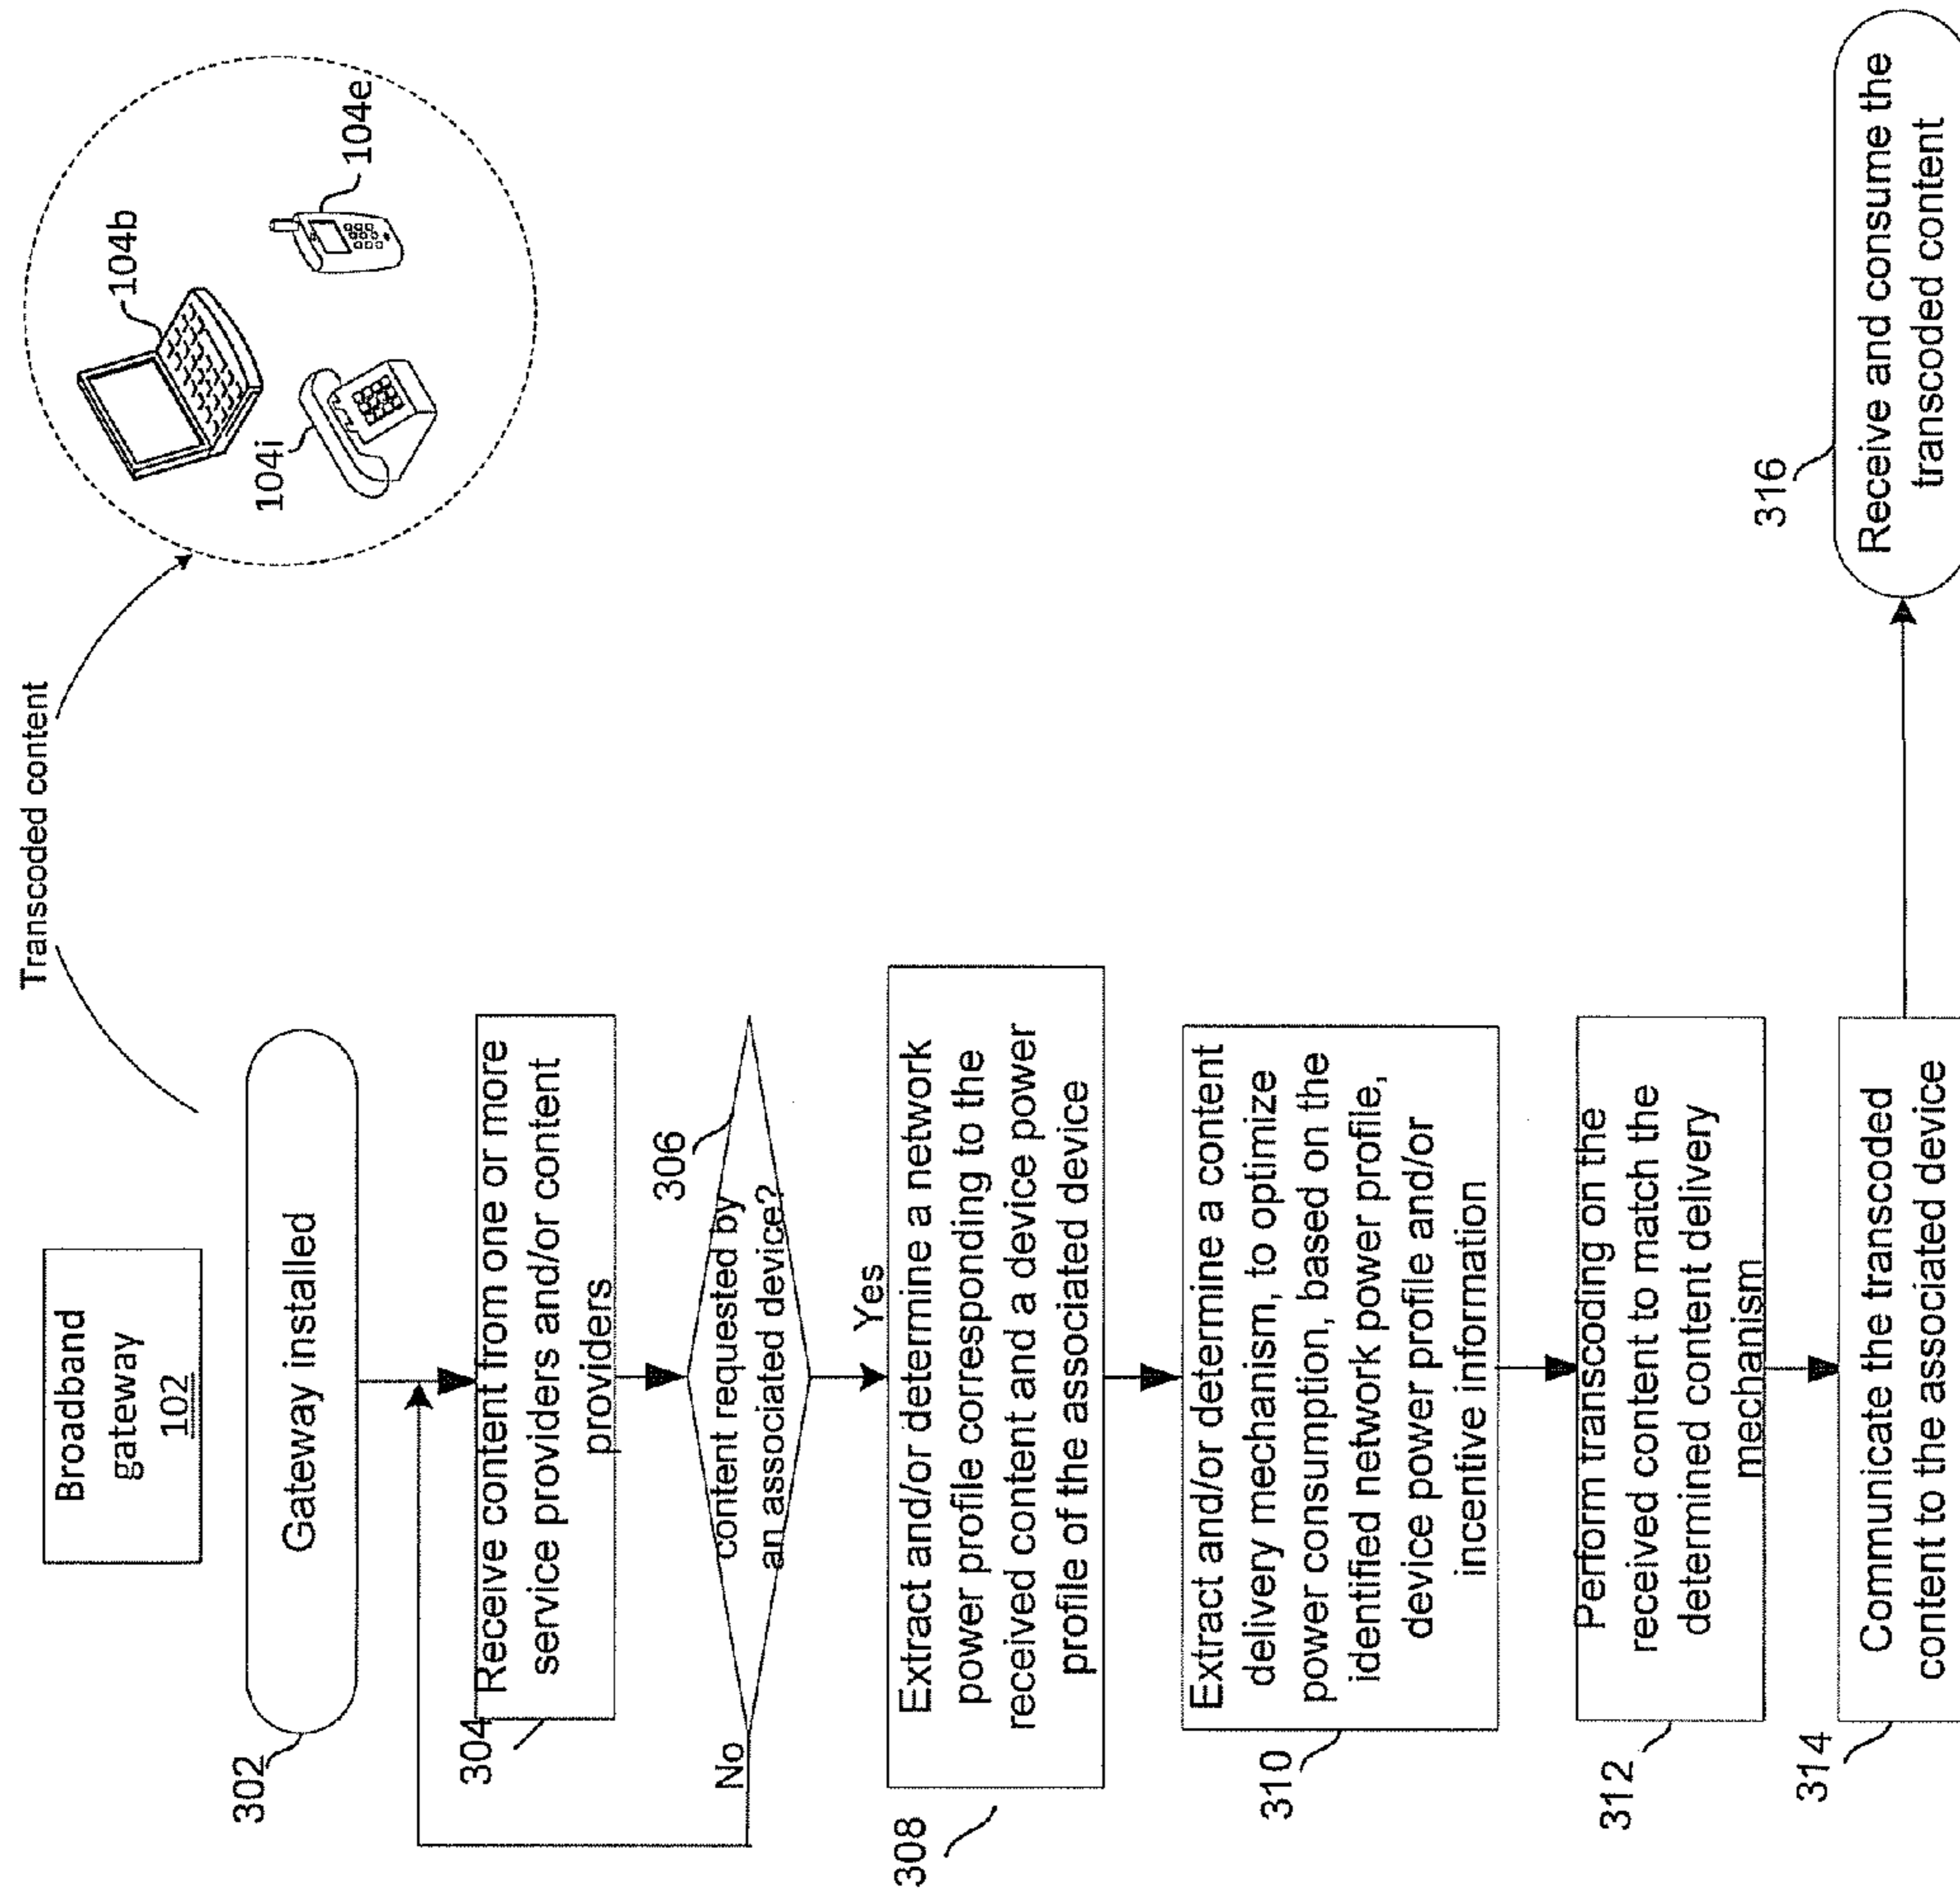 Broadband
gateway
102
Transcoded content
104b
104e
104i
302
Gateway installed
304
Receive content from one or more
service providers and/or content
providers
306
content requested by
an associated device?
No
Yes
308
Extract and/or determine a network
power profile corresponding to the
received content and a device power
profile of the associated device
310
Extract and/or determine a content
delivery mechanism, to optimize
power consumption, based on the
identified network power profile,
device power profile and/or
incentive information
312
Perform transcoding on the
received content to match the
determined content delivery
mechanism
314
Communicate the transcoded
content to the associated device
316
Receive and consume the
transcoded content